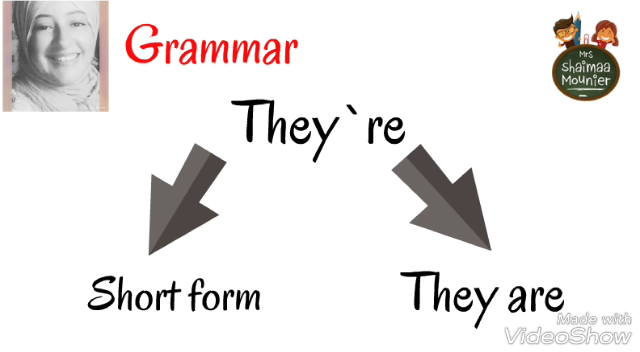 Grammar
Mrs
Shaimaa
Mounier
They`re
Short form
They are
Made with
VideoShow